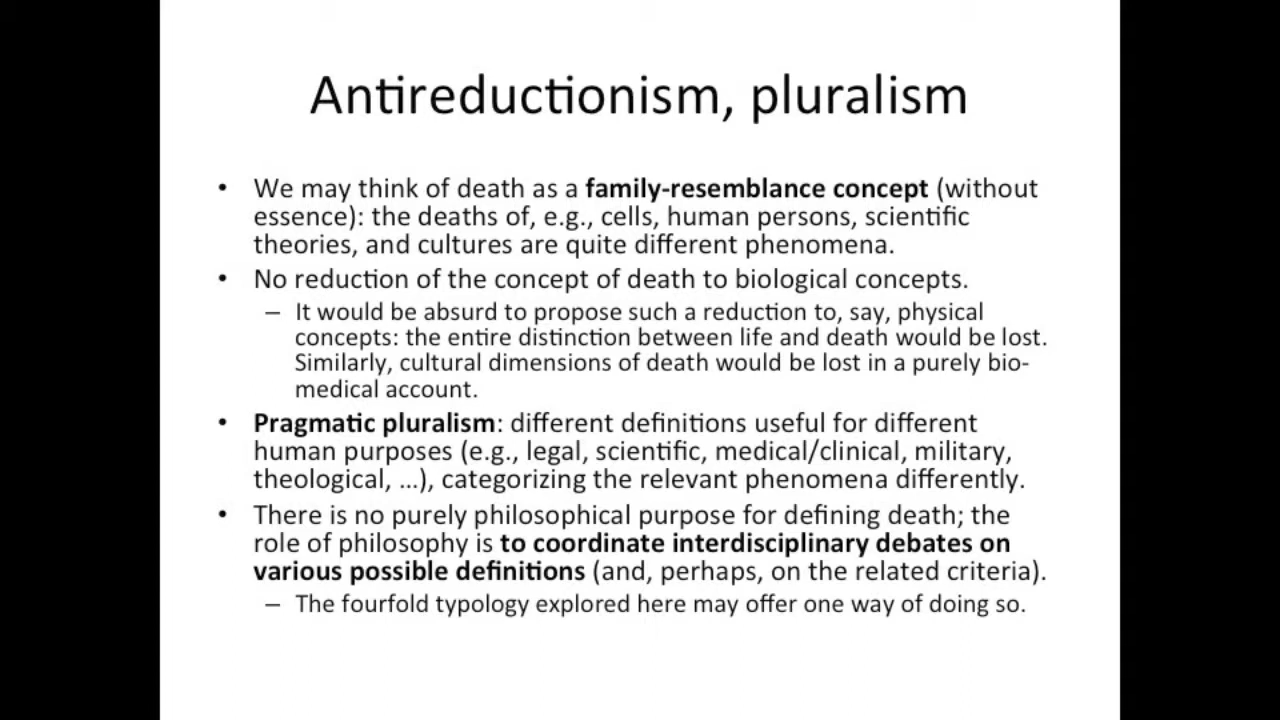 Antireductionism, pluralism
• We may think of death as a family-resemblance concept (without
essence): the deaths of, e.g., cells, human persons, scientific
theories, and cultures are quite different phenomena.
• No reduction of the concept of death to biological concepts.
– It would be absurd to propose such a reduction to, say, physical
concepts: the entire distinction between life and death would be lost.
Similarly, cultural dimensions of death would be lost in a purely bio-
medical account.
• Pragmatic pluralism: different definitions useful for different
human purposes (e.g., legal, scientific, medical/clinical, military,
theological, ...), categorizing the relevant phenomena differently.
• There is no purely philosophical purpose for defining death; the
role of philosophy is to coordinate interdisciplinary debates on
various possible definitions (and, perhaps, on the related criteria).
– The fourfold typology explored here may offer one way of doing so.